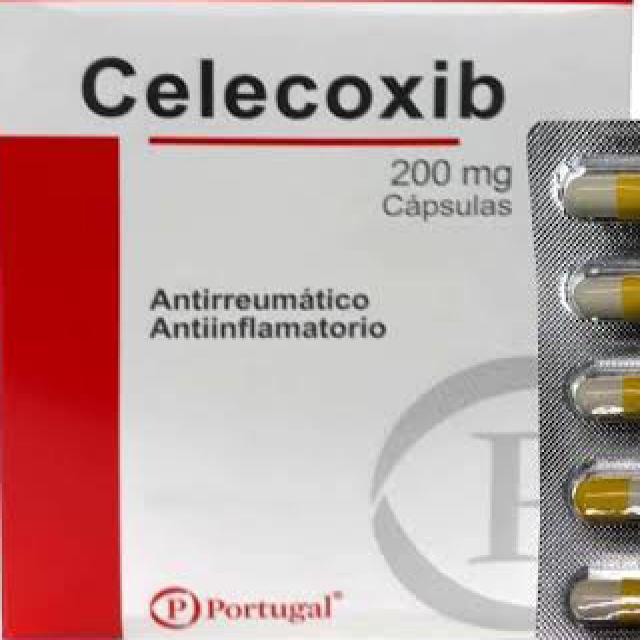 Celecoxib
200 mg
Cápsulas
Antirreumático
Antiinflamatorio
P Portugal®